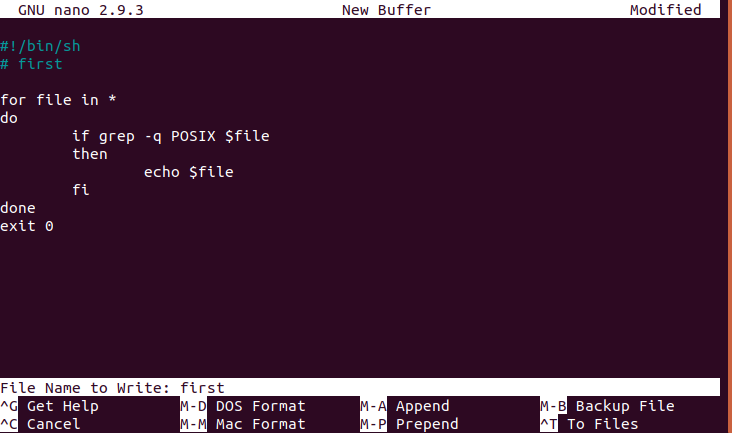 GNU nano 2.9.3 New Buffer Modified
#!/bin/sh
# first
for file in *
do
if grep -q POSIX $file
then
echo $file
fi
done
exit 0
File Name to Write: first
^G Get Help M-D DOS Format M-A Append M-B Backup File
^C Cancel M-M Mac Format M-P Prepend ^T To Files